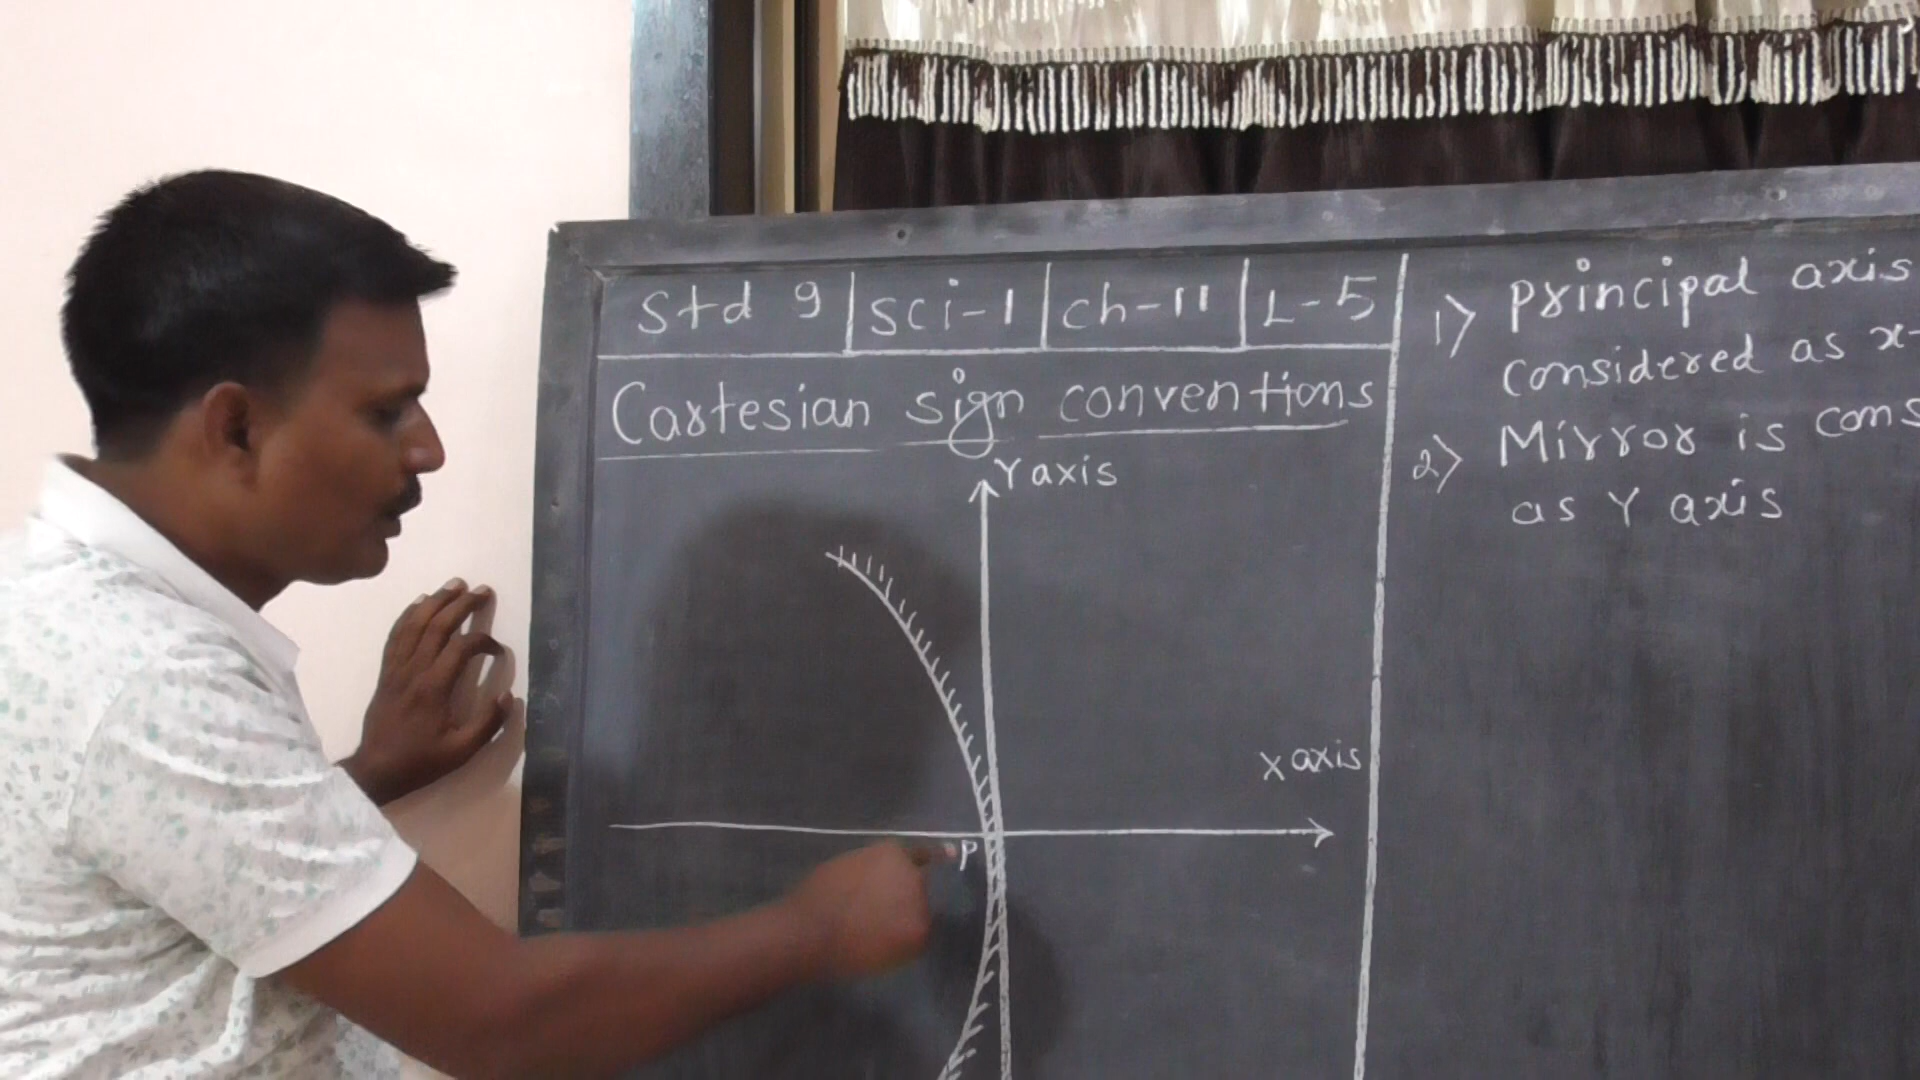 Std 9 | Sci-1 | ch-11 | L-5
Cartesian sign conventions
Y axis
X axis
P
1) Principal axis
considered as x-
2) Mirror is cons
as Y axis